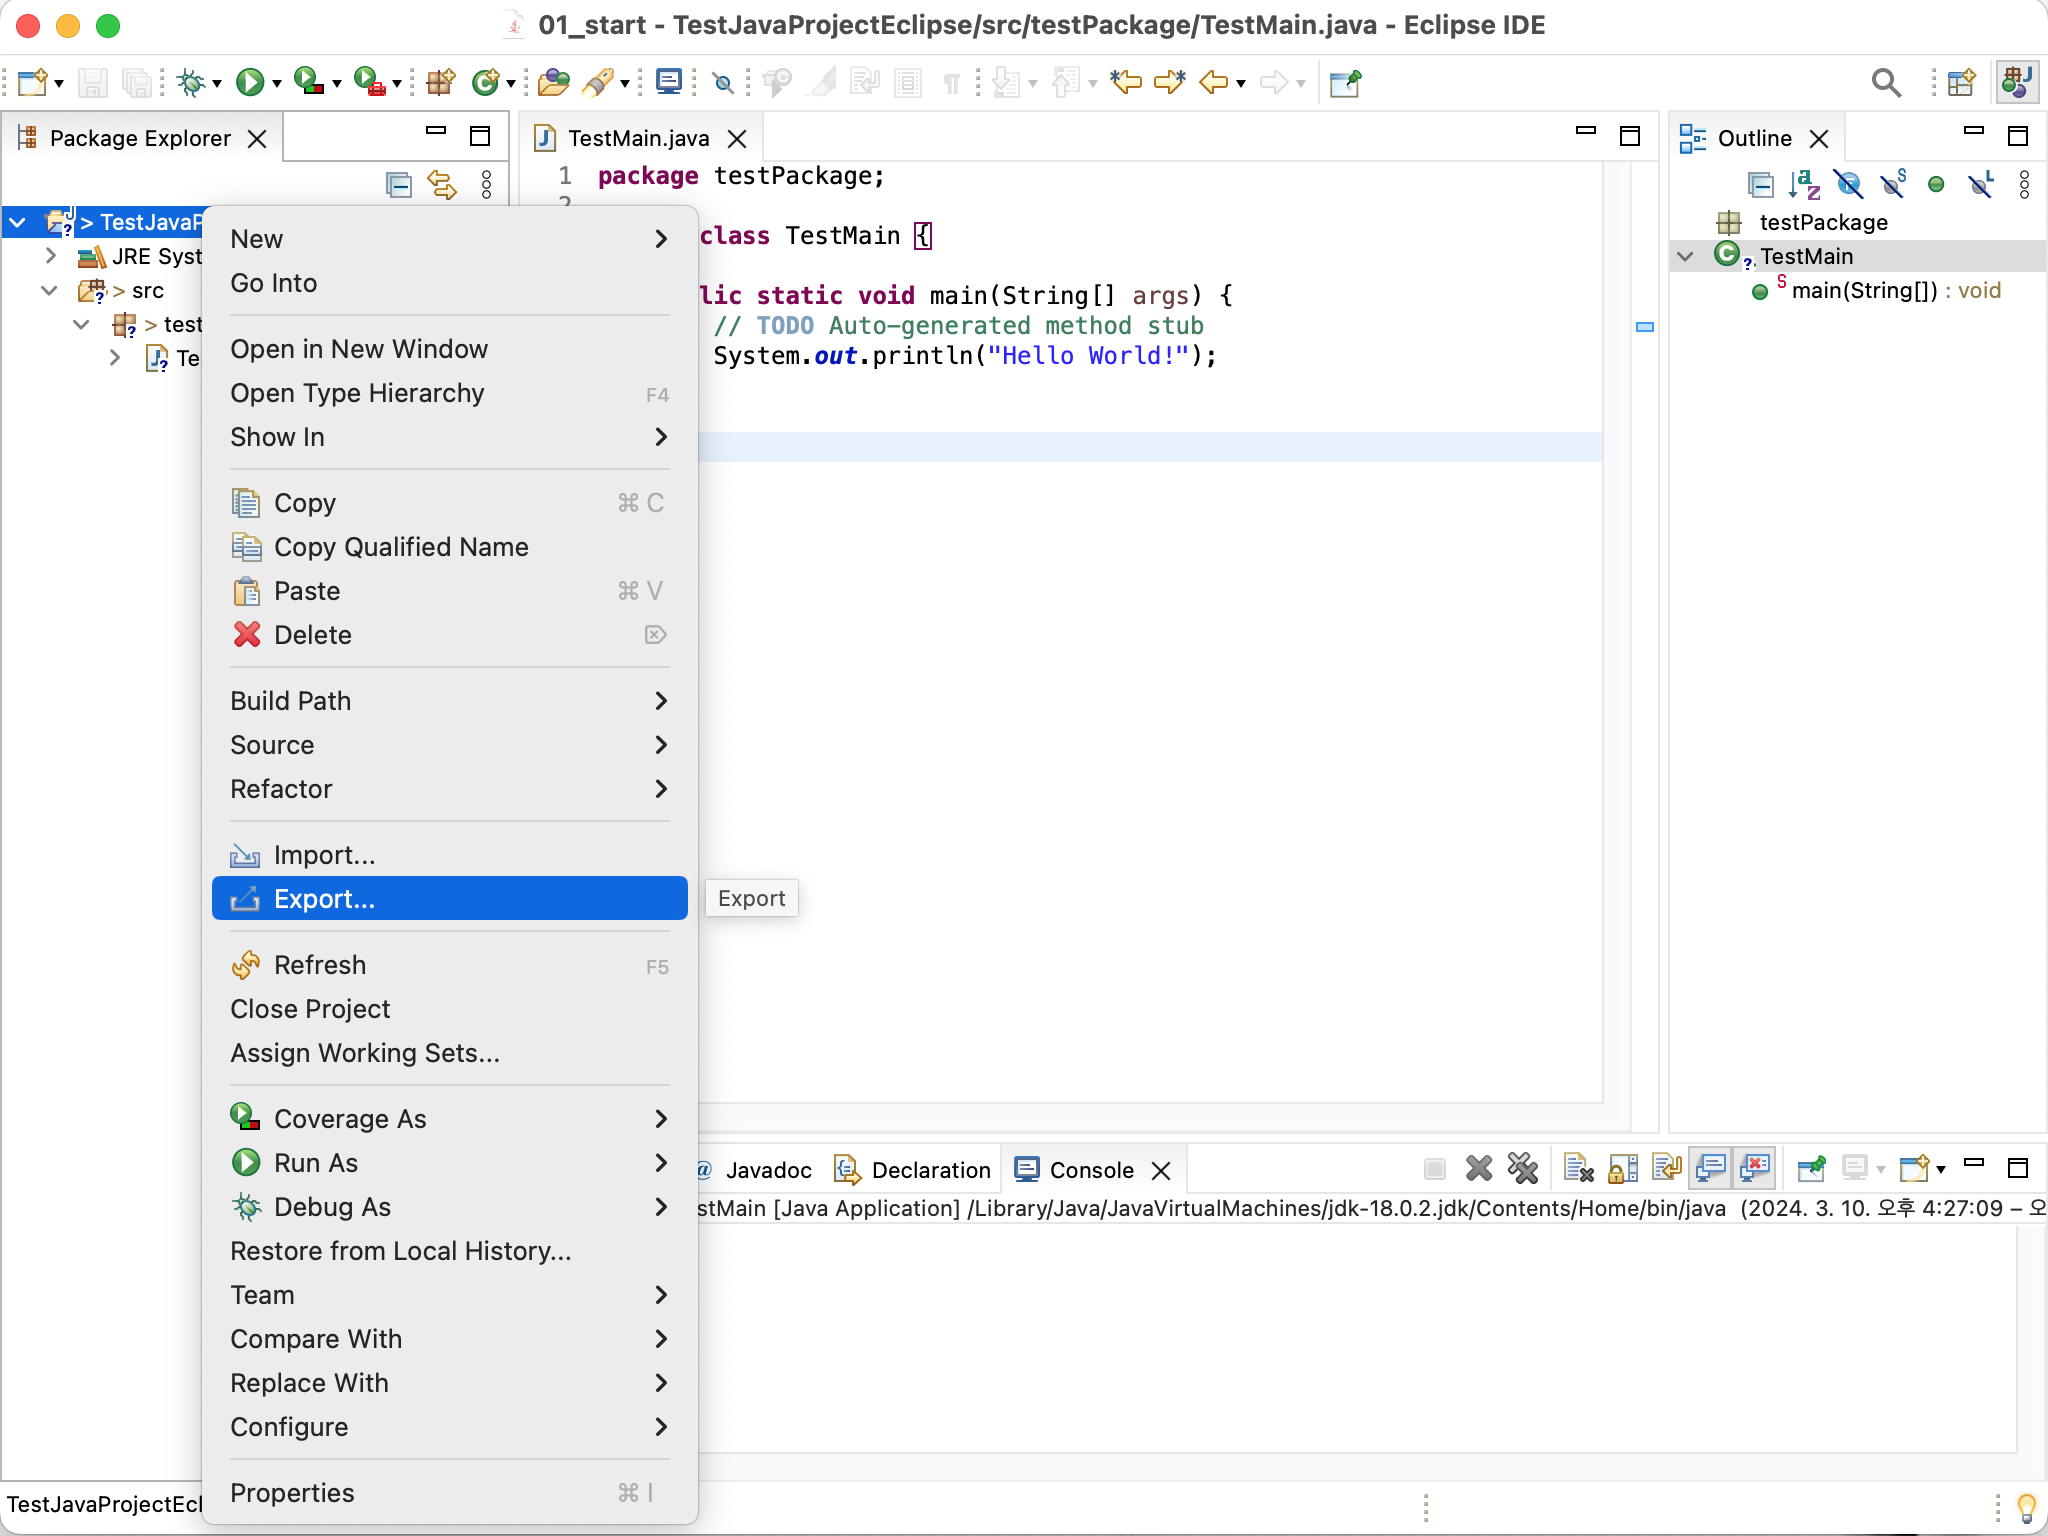 01_start - TestJavaProjectEclipse/src/testPackage/TestMain.java - Eclipse IDE
Package Explorer
> TestJavaP
JRE Syst
> src
> test
Te
New
Go Into
Open in New Window
Open Type Hierarchy F4
Show In
Copy ⌘ C
Copy Qualified Name
Paste ⌘ V
Delete
Build Path
Source
Refactor
Import...
Export...
Export
Refresh F5
Close Project
Assign Working Sets...
Coverage As
Run As
Debug As
Restore from Local History...
Team
Compare With
Replace With
Configure
Properties ⌘ I
TestMain.java
1 package testPackage;
2
class TestMain {
lic static void main(String[] args) {
// TODO Auto-generated method stub
System.out.println("Hello World!");
Outline
testPackage
TestMain
main(String[]) : void
@ Javadoc Declaration Console
stMain [Java Application] /Library/Java/JavaVirtualMachines/jdk-18.0.2.jdk/Contents/Home/bin/java (2024. 3. 10. 오후 4:27:09 – 오
TestJavaProjectEcl